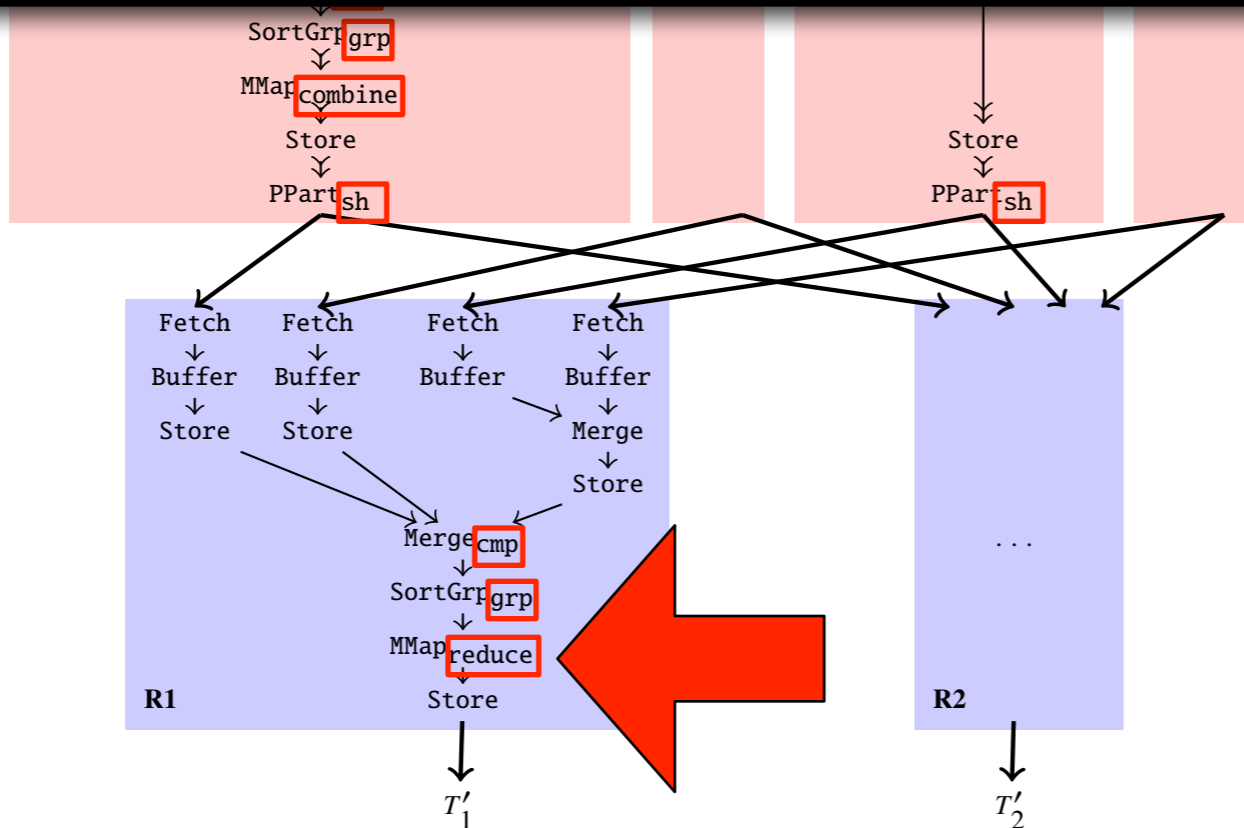 SortGrp grp
MMap combine
Store Store
PPart sh PPart sh
Fetch Fetch Fetch Fetch
Buffer Buffer Buffer Buffer
Store Store Merge
Store
Merge cmp ...
SortGrp grp
MMap reduce
R1 Store R2
T′1 T′2